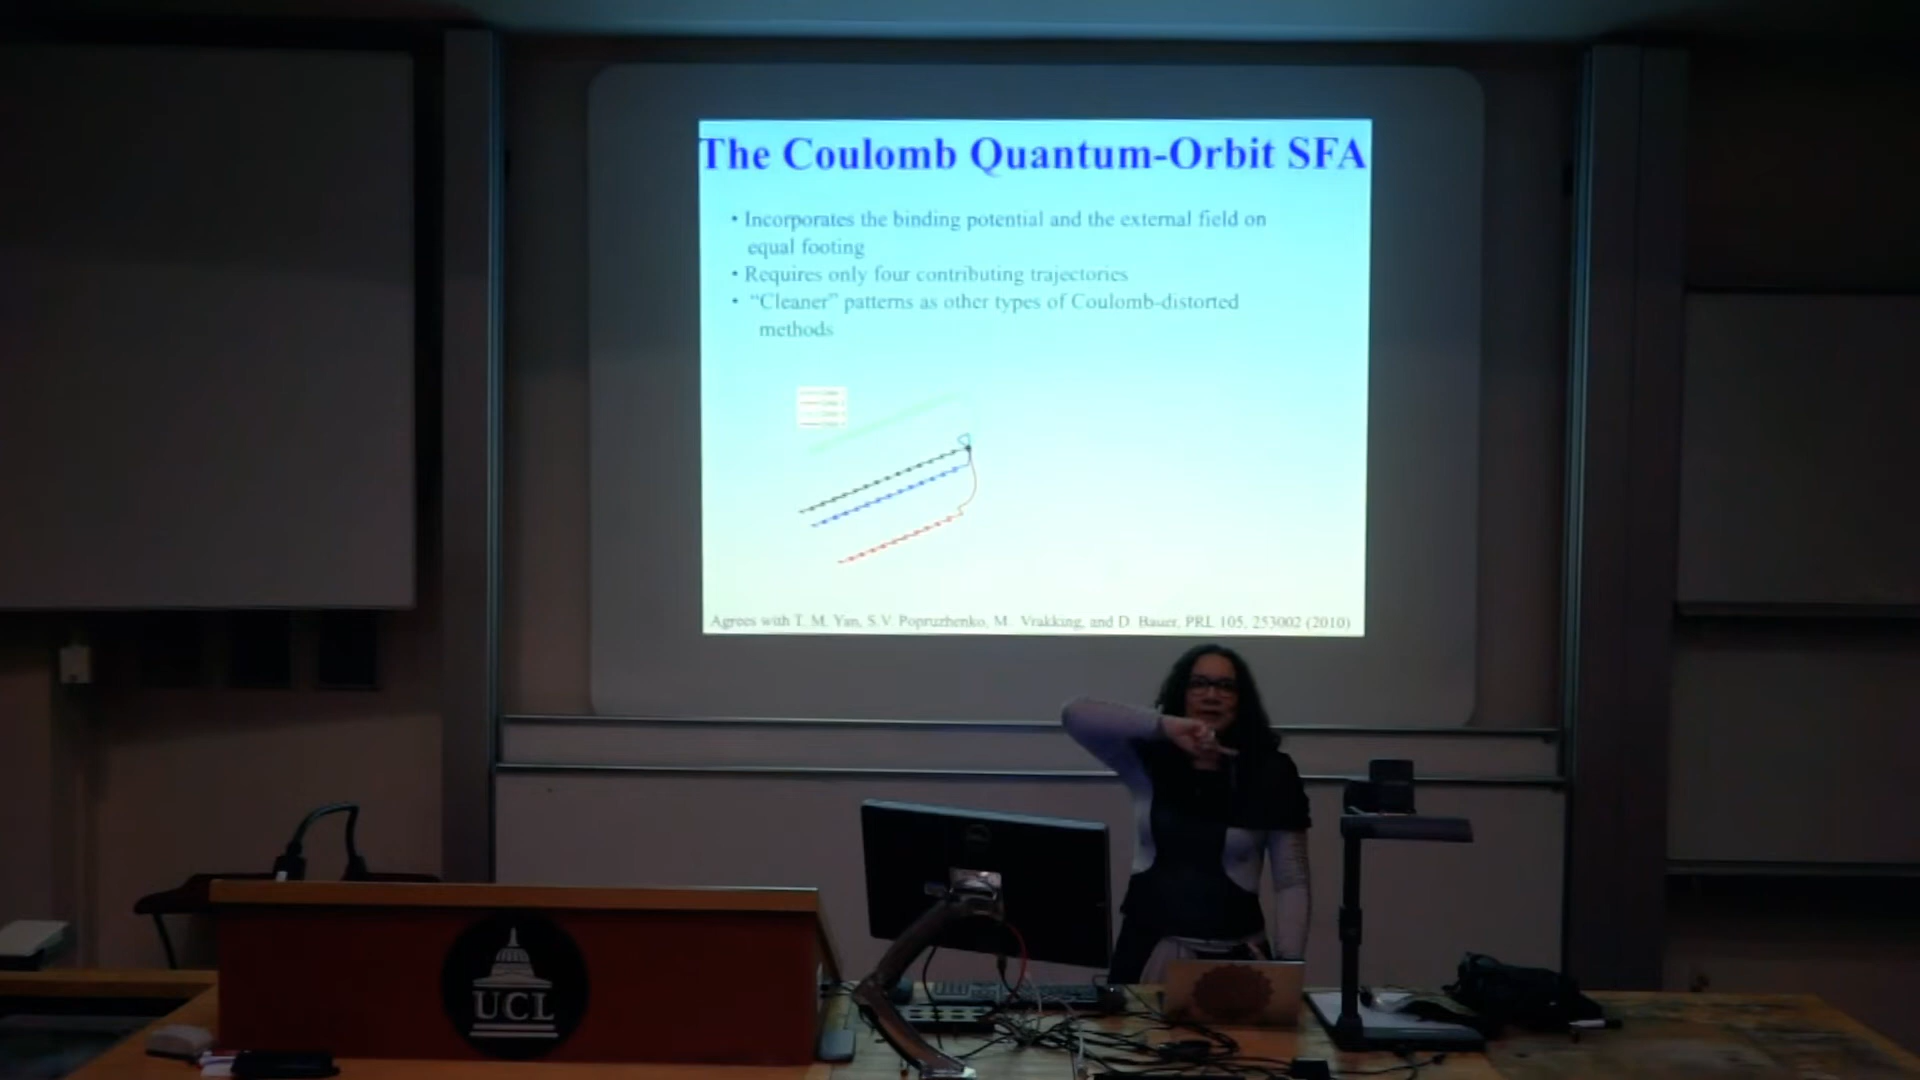 The Coulomb Quantum-Orbit SFA
• Incorporates the binding potential and the external field on
equal footing
• Requires only four contributing trajectories
• “Cleaner” patterns as other types of Coulomb-distorted
methods
Agrees with T. M. Yan, S.V. Popruzhenko, M. Vrakking, and D. Bauer, PRL 105, 253002 (2010)
UCL